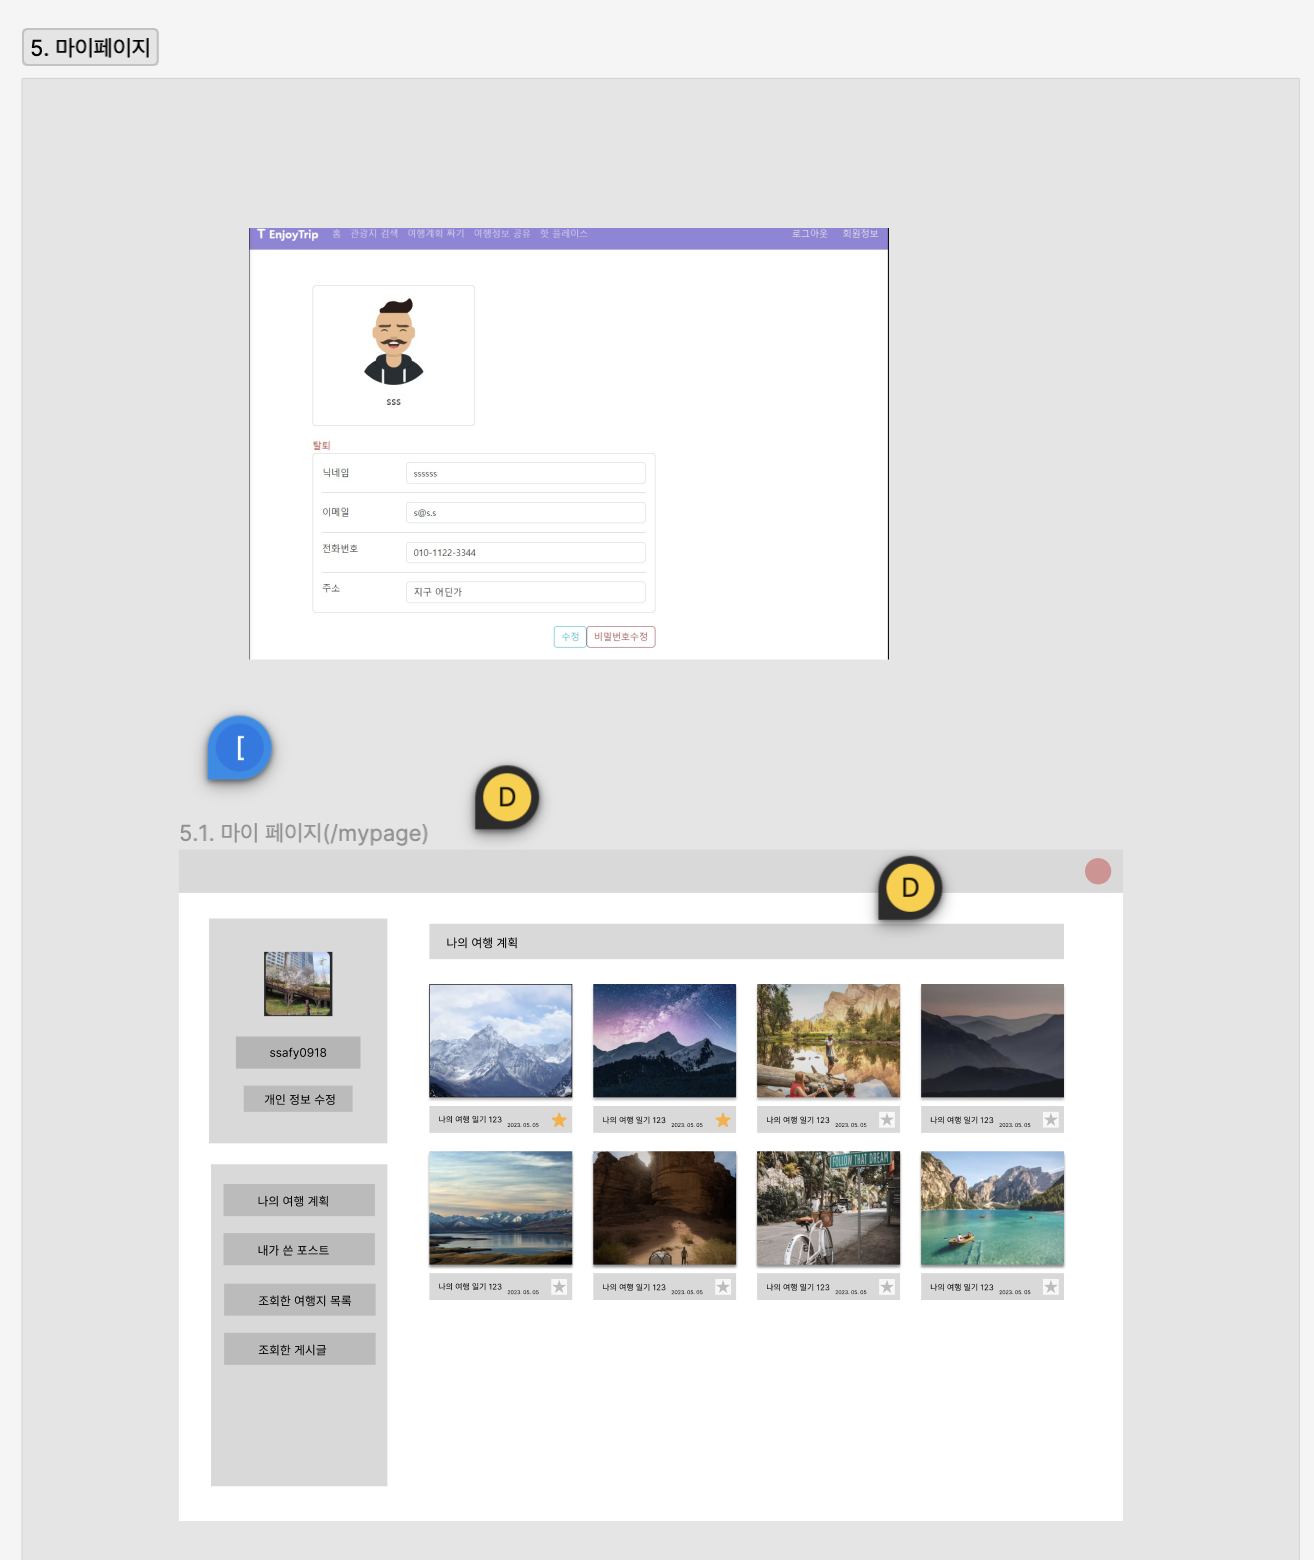 5. 마이페이지
T EnjoyTrip 홈 관광지 검색 여행계획 짜기 여행정보 공유 핫 플레이스 로그아웃 회원정보
sss
탈퇴
닉네임 ssssss
이메일 s@s.s
전화번호 010-1122-3344
주소 지구 어딘가
수정 비밀번호수정
[
D
5.1. 마이 페이지(/mypage)
D
나의 여행 계획
ssafy0918
개인 정보 수정
나의 여행 일기 123 2023. 05. 05
나의 여행 일기 123 2023. 05. 05
나의 여행 일기 123 2023. 05. 05
나의 여행 일기 123 2023. 05. 05
FOLLOW THAT DREAM
나의 여행 계획
내가 쓴 포스트
조회한 여행지 목록
조회한 게시글
나의 여행 일기 123 2023. 05. 05
나의 여행 일기 123 2023. 05. 05
나의 여행 일기 123 2023. 05. 05
나의 여행 일기 123 2023. 05. 05